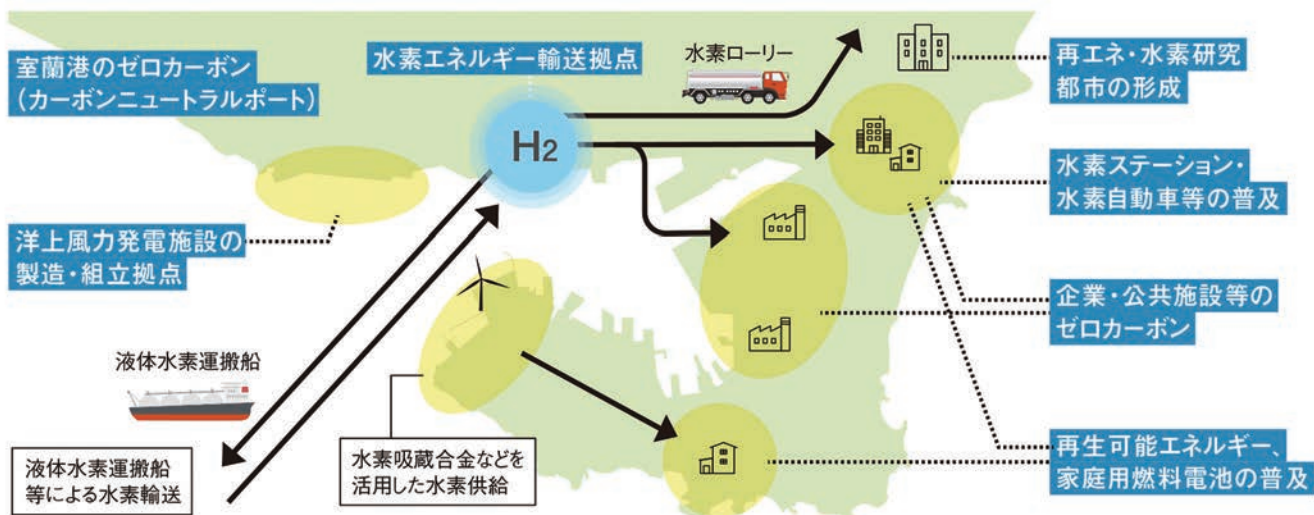 室蘭港のゼロカーボン
（カーボンニュートラルポート）
水素エネルギー輸送拠点
水素ローリー
再エネ・水素研究
都市の形成
H2
水素ステーション・
水素自動車等の普及
洋上風力発電施設の
製造・組立拠点
企業・公共施設等の
ゼロカーボン
液体水素運搬船
液体水素運搬船
等による水素輸送
水素吸蔵合金などを
活用した水素供給
再生可能エネルギー、
家庭用燃料電池の普及